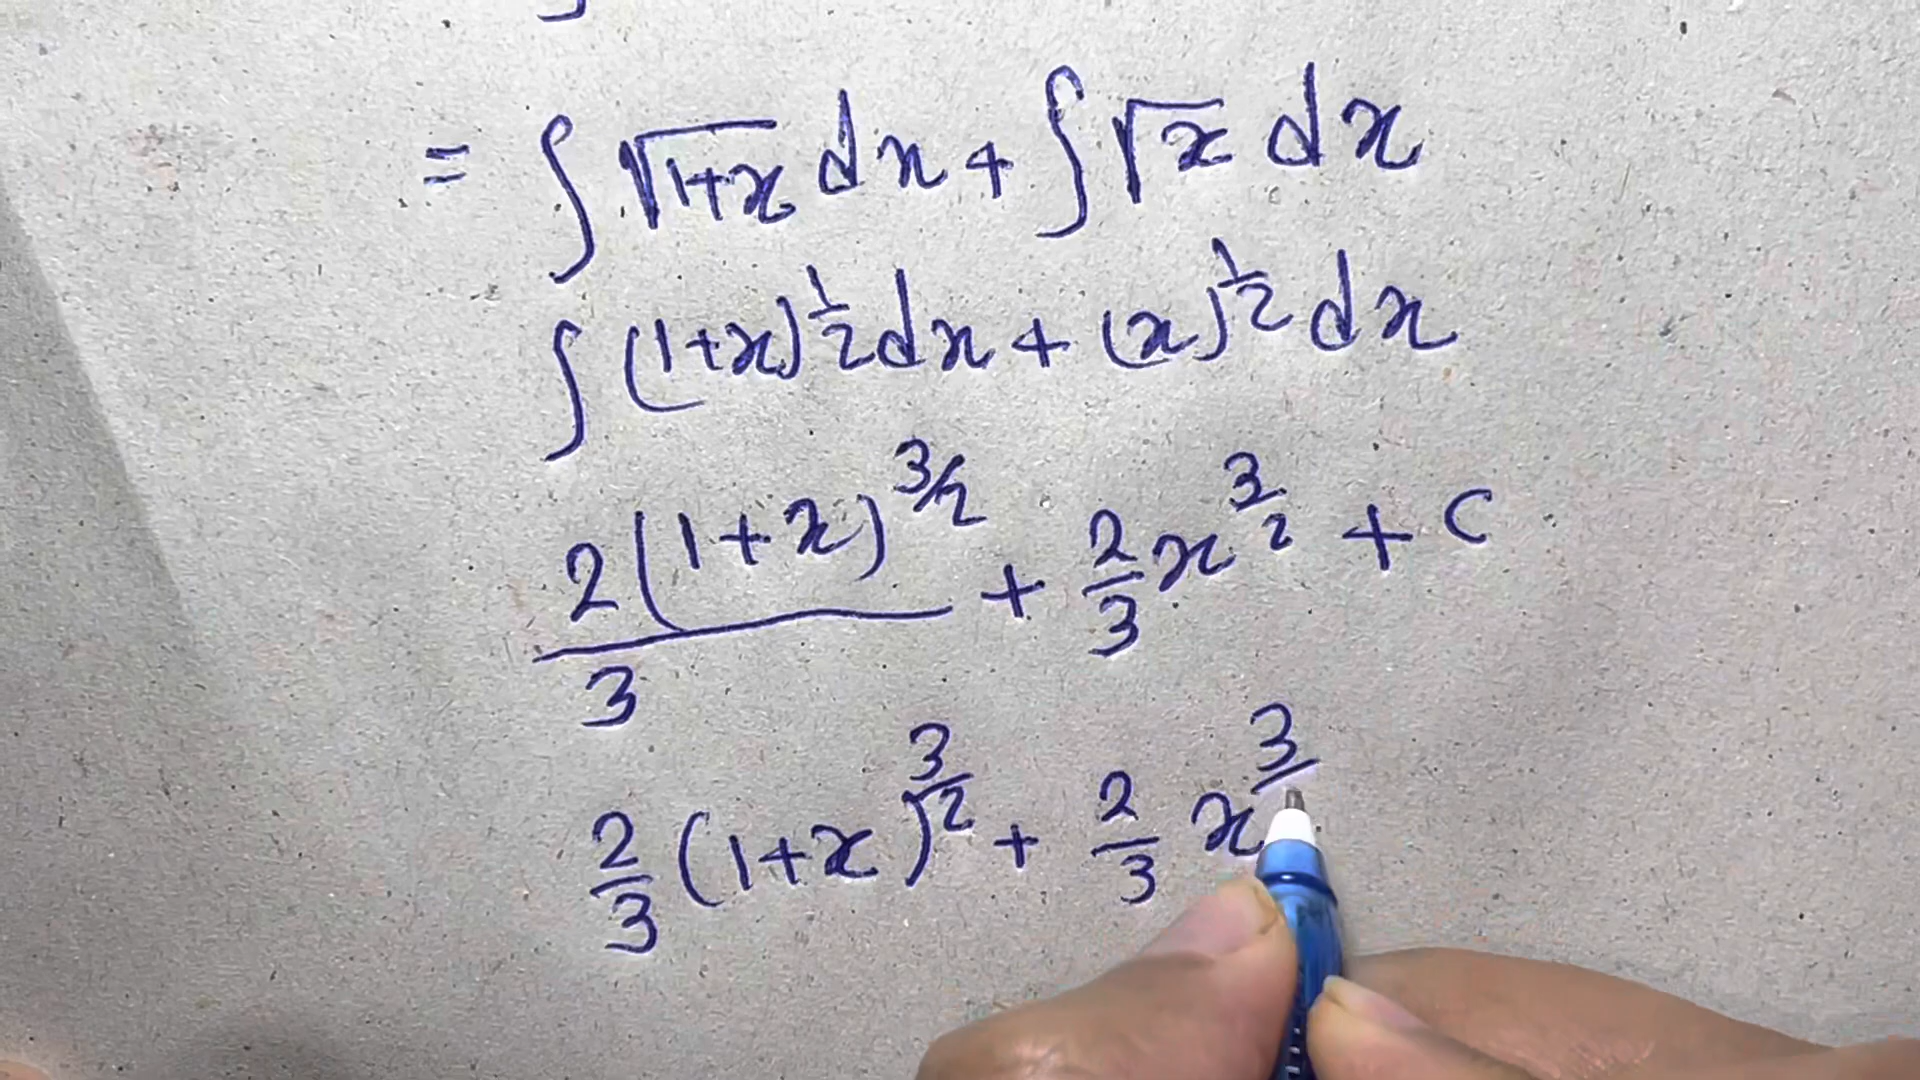 = ∫ √(1+x) dx + ∫ √x dx
∫ (1+x)^(1/2) dx + (x)^(1/2) dx
2(1+x)^(3/2) / 3 + 2/3 x^(3/2) + c
2/3 (1+x)^(3/2) + 2/3 x^3/